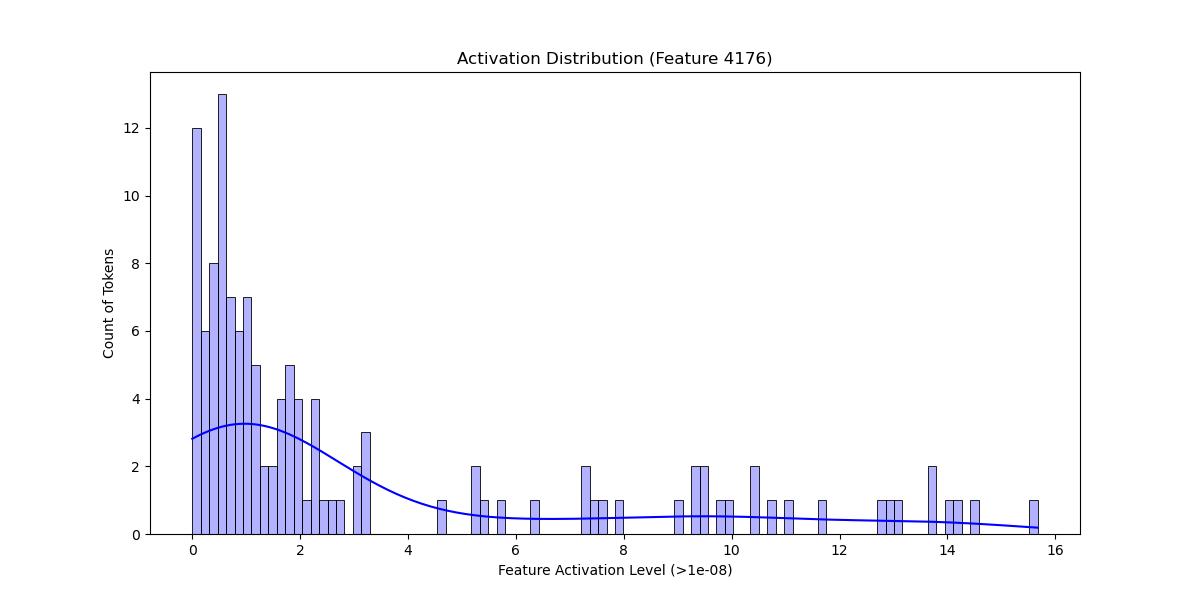 Activation Distribution (Feature 4176)
Count of Tokens
12
10
8
6
4
2
0
0 2 4 6 8 10 12 14 16
Feature Activation Level (>1e-08)